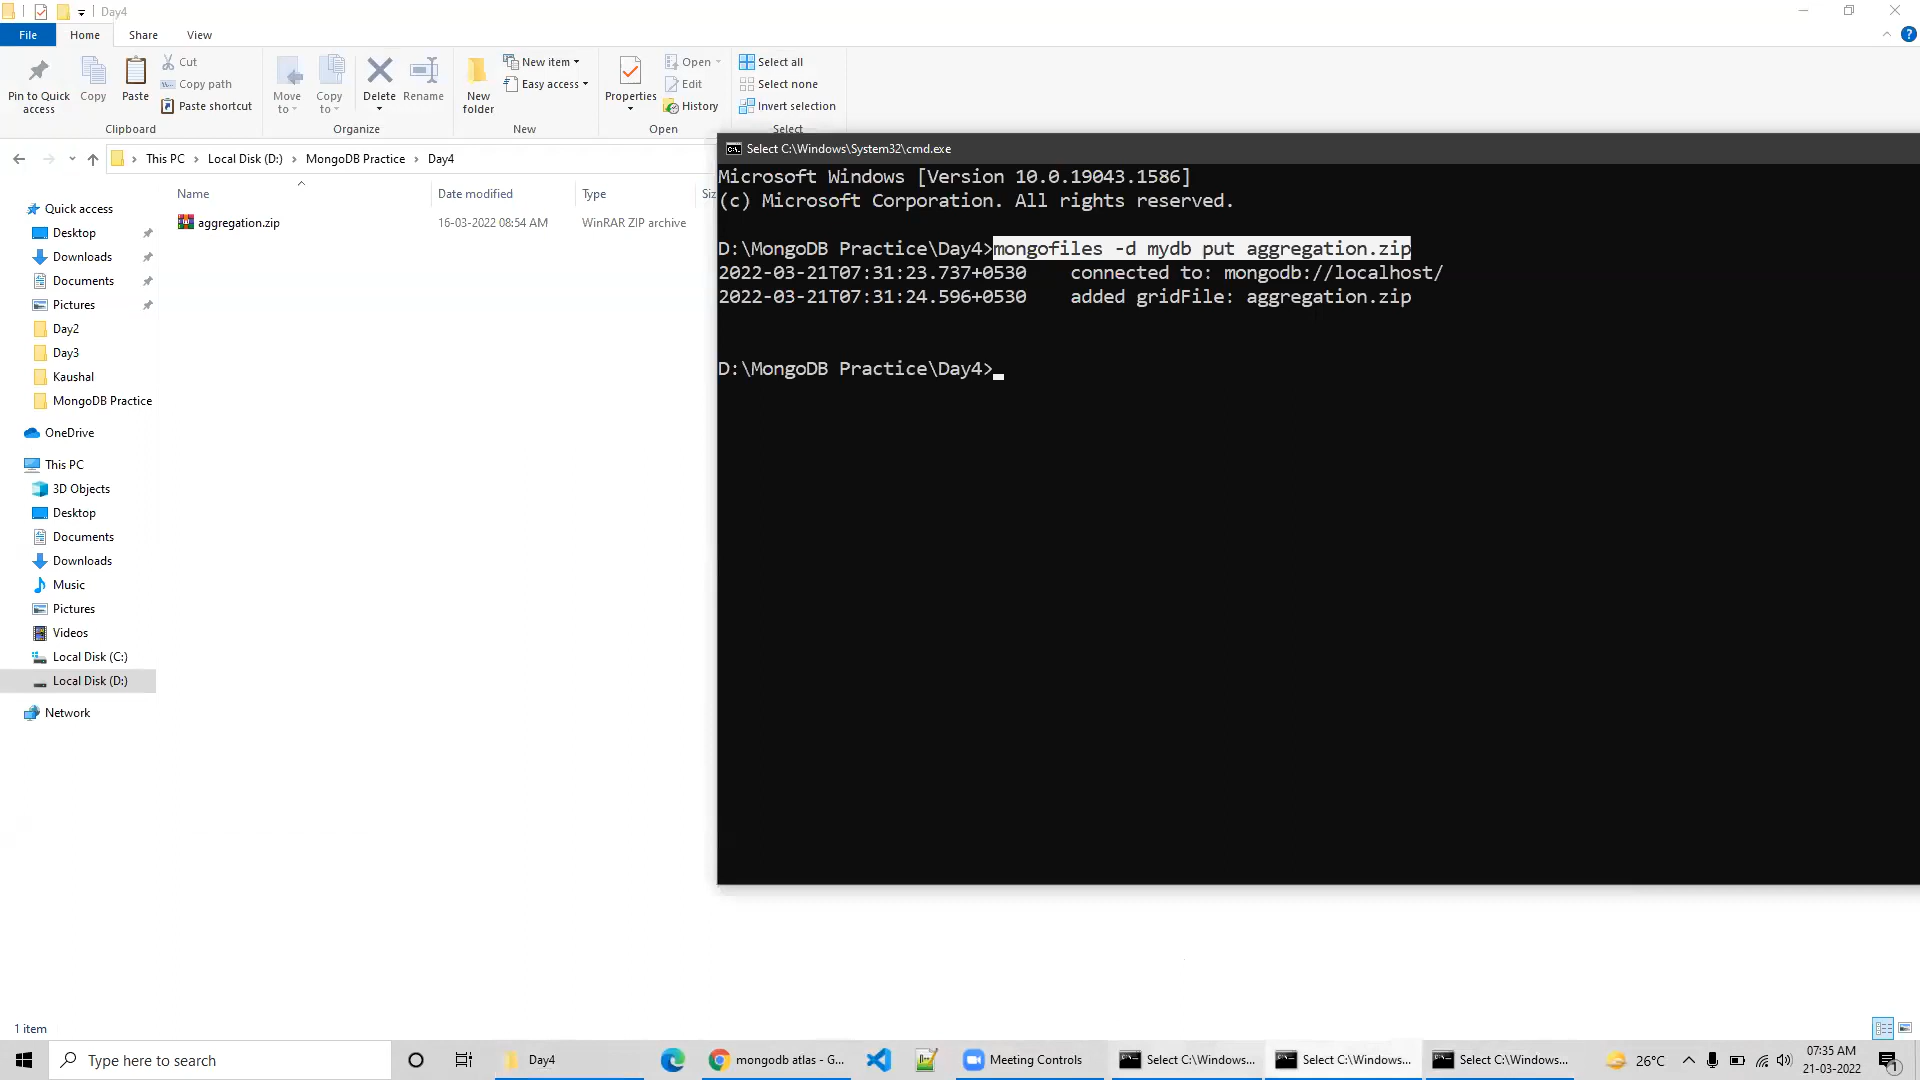 Day4
File Home Share View
Pin to Quick access
Copy
Paste
Cut
Copy path
Paste shortcut
Clipboard
Move to
Copy to
Delete
Rename
Organize
New folder
New item
Easy access
New
Properties
Open
Edit
History
Open
Select all
Select none
Invert selection
Select
This PC > Local Disk (D:) > MongoDB Practice > Day4
Name Date modified Type
aggregation.zip 16-03-2022 08:54 AM WinRAR ZIP archive
Quick access
Desktop
Downloads
Documents
Pictures
Day2
Day3
Kaushal
MongoDB Practice
OneDrive
This PC
3D Objects
Desktop
Documents
Downloads
Music
Pictures
Videos
Local Disk (C:)
Local Disk (D:)
Network
1 item
Select C:\Windows\System32\cmd.exe
Microsoft Windows [Version 10.0.19043.1586]
(c) Microsoft Corporation. All rights reserved.
D:\MongoDB Practice\Day4>mongofiles -d mydb put aggregation.zip
2022-03-21T07:31:23.737+0530 connected to: mongodb://localhost/
2022-03-21T07:31:24.596+0530 added gridFile: aggregation.zip
D:\MongoDB Practice\Day4>
Type here to search
Day4
mongodb atlas - G...
Meeting Controls
Select C:\Windows...
Select C:\Windows...
Select C:\Windows...
26°C
07:35 AM
21-03-2022
1